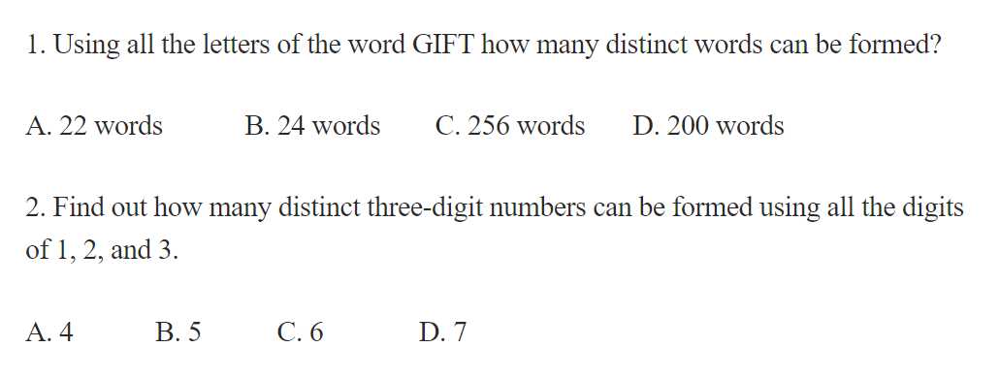 1. Using all the letters of the word GIFT how many distinct words can be formed?
A. 22 words B. 24 words C. 256 words D. 200 words
2. Find out how many distinct three-digit numbers can be formed using all the digits
of 1, 2, and 3.
A. 4 B. 5 C. 6 D. 7